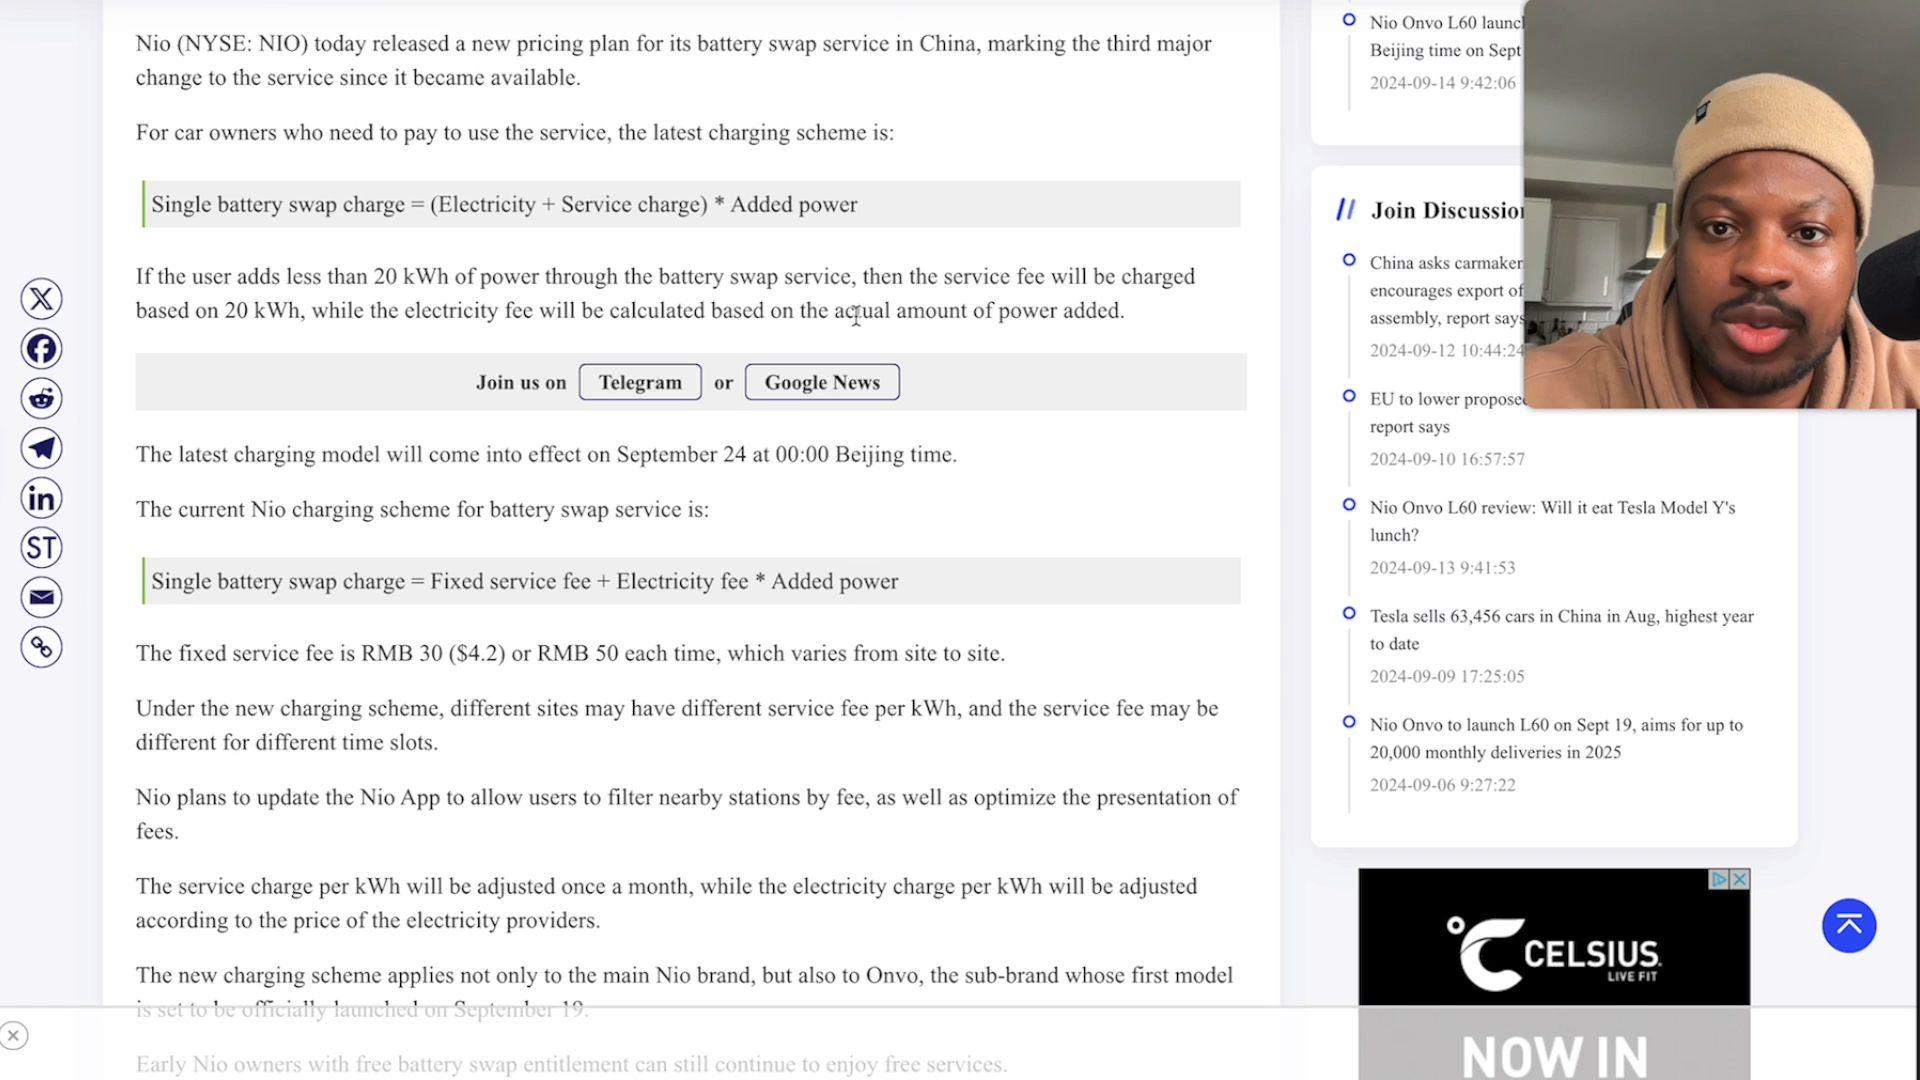 Nio (NYSE: NIO) today released a new pricing plan for its battery swap service in China, marking the third major
change to the service since it became available.
For car owners who need to pay to use the service, the latest charging scheme is:
Single battery swap charge = (Electricity + Service charge) * Added power
If the user adds less than 20 kWh of power through the battery swap service, then the service fee will be charged
based on 20 kWh, while the electricity fee will be calculated based on the actual amount of power added.
Join us on Telegram or Google News
The latest charging model will come into effect on September 24 at 00:00 Beijing time.
The current Nio charging scheme for battery swap service is:
Single battery swap charge = Fixed service fee + Electricity fee * Added power
The fixed service fee is RMB 30 ($4.2) or RMB 50 each time, which varies from site to site.
Under the new charging scheme, different sites may have different service fee per kWh, and the service fee may be
different for different time slots.
Nio plans to update the Nio App to allow users to filter nearby stations by fee, as well as optimize the presentation of
fees.
The service charge per kWh will be adjusted once a month, while the electricity charge per kWh will be adjusted
according to the price of the electricity providers.
The new charging scheme applies not only to the main Nio brand, but also to Onvo, the sub-brand whose first model
is set to be officially launched on September 19.
Early Nio owners with free battery swap entitlement can still continue to enjoy free services.
in
ST
Nio Onvo L60
Beijing time on Sept
2024-09-14 9:42:06
// Join
China asks
encourages export of
assembly, report says
2024-09-12 10:44:24
EU to lower
report says
2024-09-10 16:57:57
Nio Onvo L60 review: Will it eat Tesla Model Y's
lunch?
2024-09-13 9:41:53
Tesla sells 63,456 cars in China in Aug, highest year
to date
2024-09-09 17:25:05
Nio Onvo to launch L60 on Sept 19, aims for up to
20,000 monthly deliveries in 2025
2024-09-06 9:27:22
CELSIUS
LIVE FIT
NOW IN